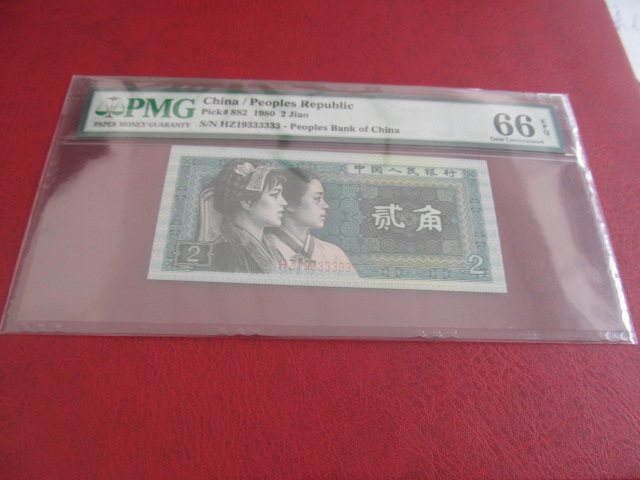 PMG
PAPER MONEY GUARANTY
China / Peoples Republic
Pick# 882 1980 2 Jiao
S/N HZ19333333 - Peoples Bank of China
66 EPQ
Gem Uncirculated
中国人民银行
贰角
2
HZ19333333
2